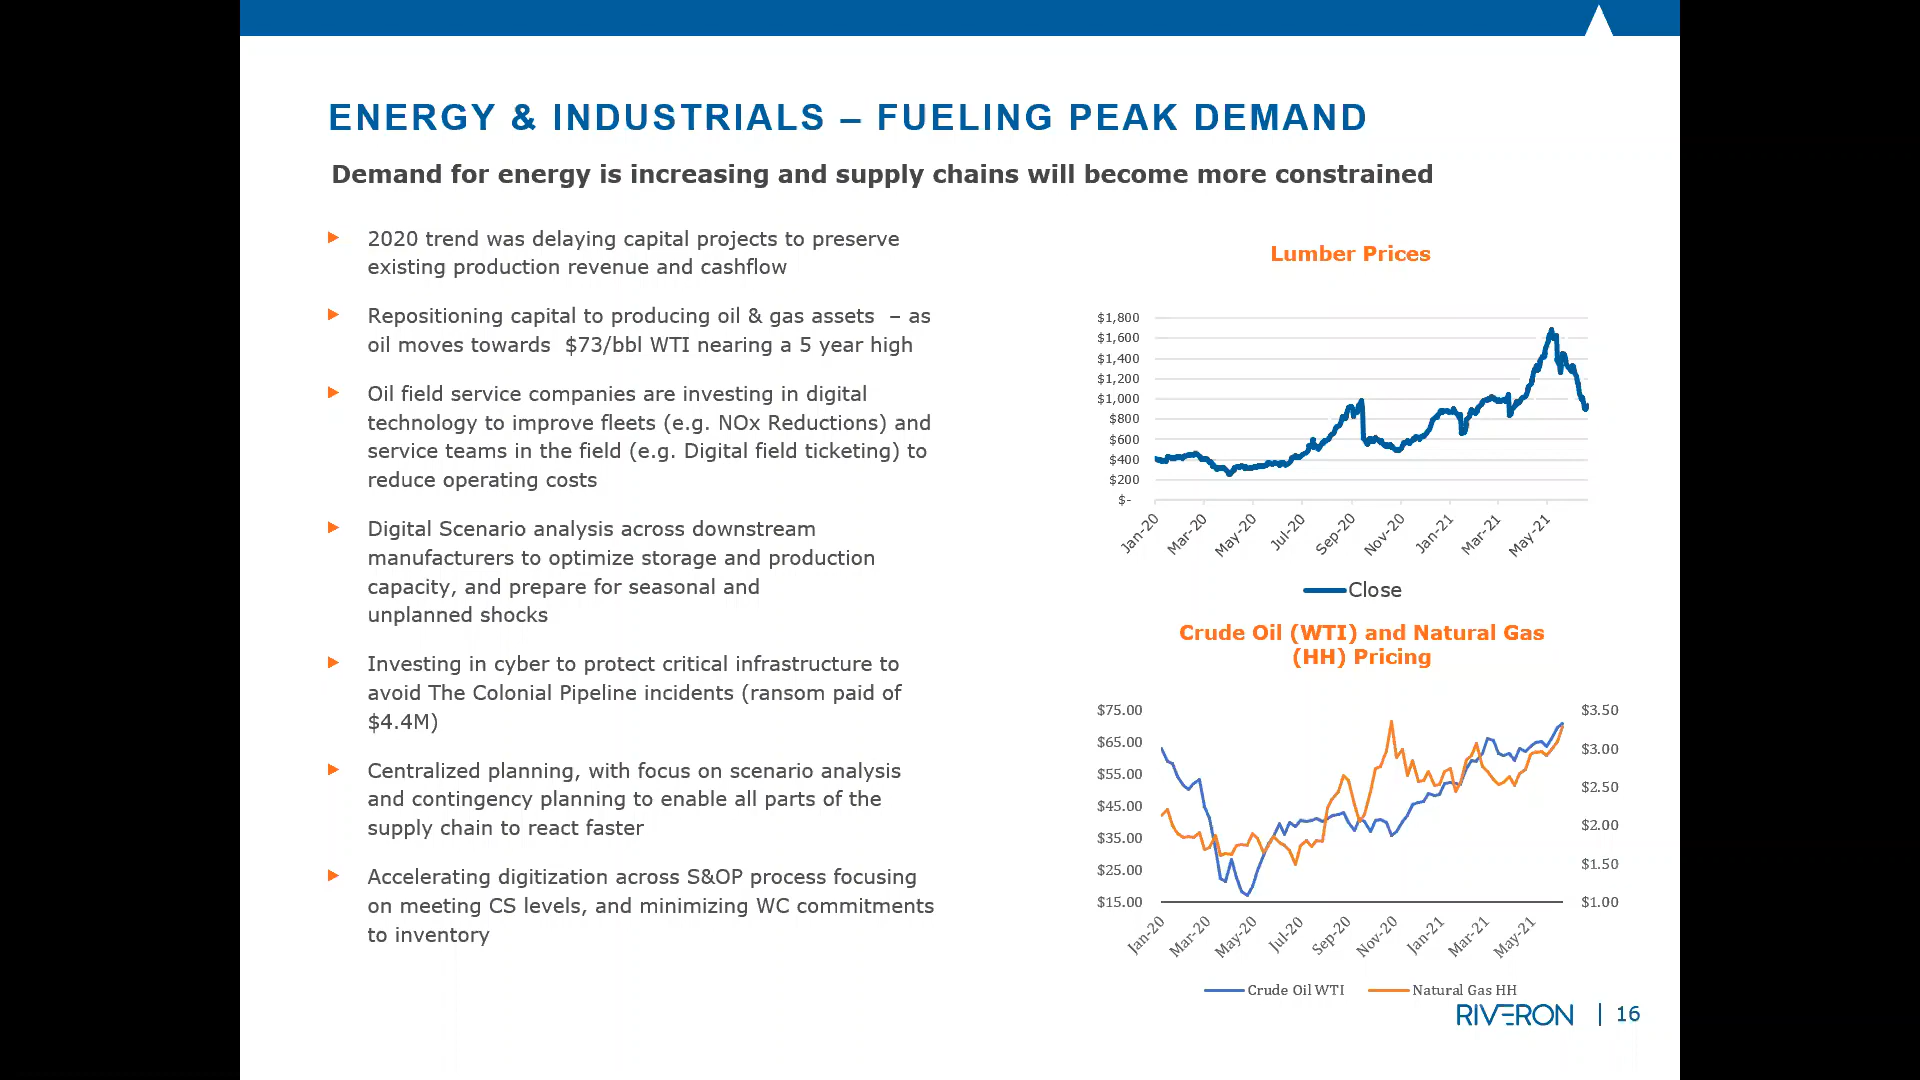 ENERGY & INDUSTRIALS – FUELING PEAK DEMAND
Demand for energy is increasing and supply chains will become more constrained
2020 trend was delaying capital projects to preserve
existing production revenue and cashflow
Repositioning capital to producing oil & gas assets – as
oil moves towards $73/bbl WTI nearing a 5 year high
Oil field service companies are investing in digital
technology to improve fleets (e.g. NOx Reductions) and
service teams in the field (e.g. Digital field ticketing) to
reduce operating costs
Digital Scenario analysis across downstream
manufacturers to optimize storage and production
capacity, and prepare for seasonal and
unplanned shocks
Investing in cyber to protect critical infrastructure to
avoid The Colonial Pipeline incidents (ransom paid of
$4.4M)
Centralized planning, with focus on scenario analysis
and contingency planning to enable all parts of the
supply chain to react faster
Accelerating digitization across S&OP process focusing
on meeting CS levels, and minimizing WC commitments
to inventory
Lumber Prices
$1,800
$1,600
$1,400
$1,200
$1,000
$800
$600
$400
$200
$-
Jan-20 Mar-20 May-20 Jul-20 Sep-20 Nov-20 Jan-21 Mar-21 May-21
Close
Crude Oil (WTI) and Natural Gas
(HH) Pricing
$75.00 $3.50
$65.00 $3.00
$55.00 $2.50
$45.00 $2.00
$35.00 $1.50
$25.00
$15.00 $1.00
Jan-20 Mar-20 May-20 Jul-20 Sep-20 Nov-20 Jan-21 Mar-21 May-21
Crude Oil WTI Natural Gas HH
RIVERON | 16